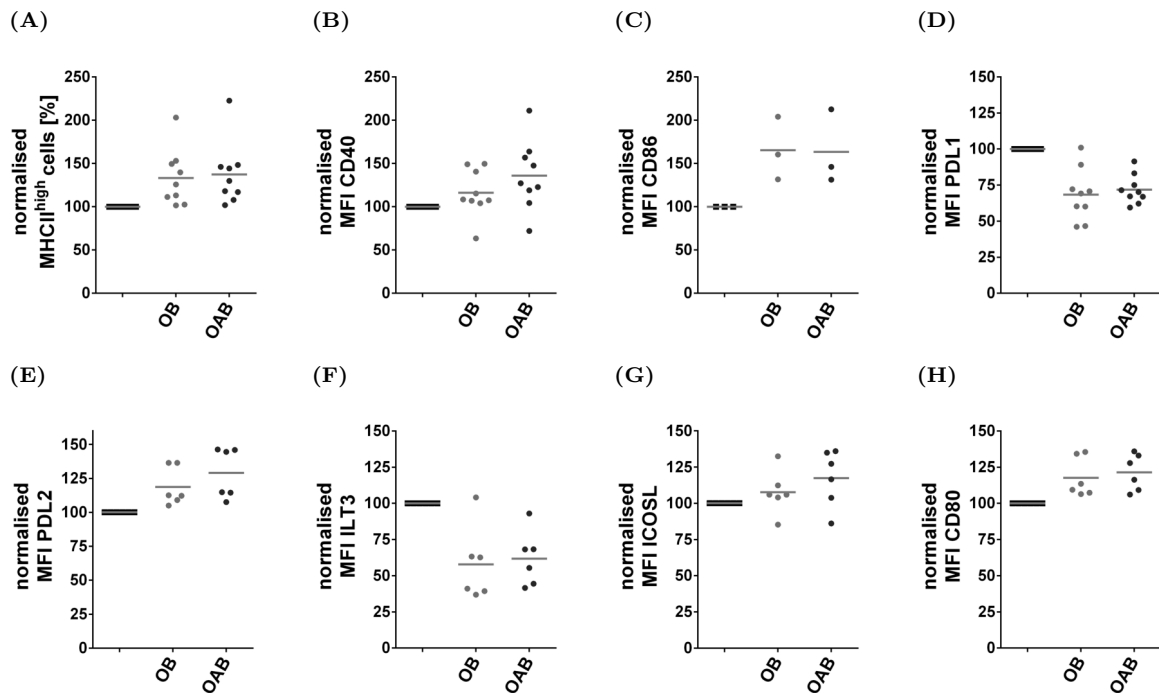 (A)
(B)
(C)
(D)
normalised
MHCII^high cells [%]
250
200
150
100
50
0
OB
OAB
normalised
MFI CD40
250
200
150
100
50
0
OB
OAB
normalised
MFI CD86
250
200
150
100
50
0
OB
OAB
normalised
MFI PDL1
150
125
100
75
50
25
0
OB
OAB
(E)
(F)
(G)
(H)
normalised
MFI PDL2
150
125
100
75
50
25
0
OB
OAB
normalised
MFI ILT3
150
125
100
75
50
25
0
OB
OAB
normalised
MFI ICOSL
150
125
100
75
50
25
0
OB
OAB
normalised
MFI CD80
150
125
100
75
50
25
0
OB
OAB